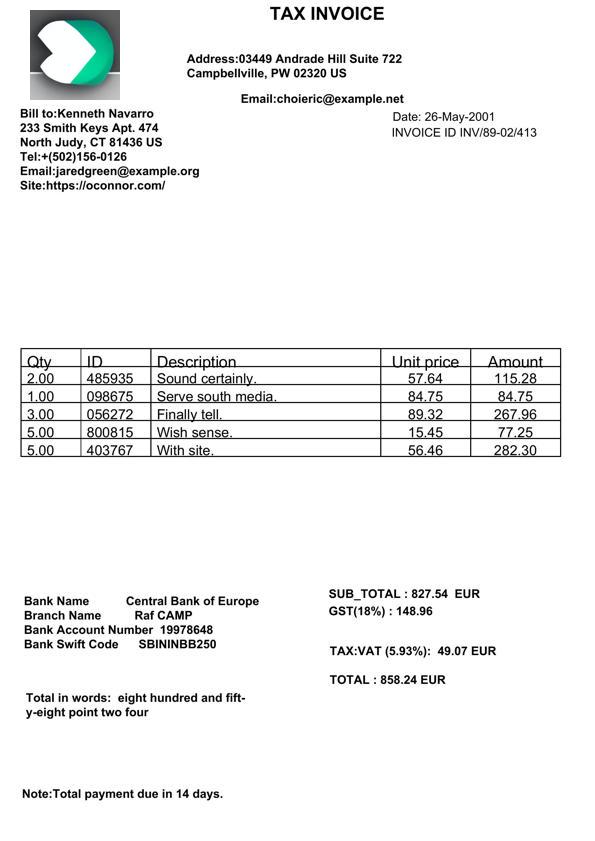 TAX INVOICE
Address:03449 Andrade Hill Suite 722
Campbellville, PW 02320 US
Email:choieric@example.net
Bill to:Kenneth Navarro
233 Smith Keys Apt. 474
North Judy, CT 81436 US
Tel:+(502)156-0126
Email:jaredgreen@example.org
Site:https://oconnor.com/
Date: 26-May-2001
INVOICE ID INV/89-02/413
Qty ID Description Unit price Amount
2.00 485935 Sound certainly. 57.64 115.28
1.00 098675 Serve south media. 84.75 84.75
3.00 056272 Finally tell. 89.32 267.96
5.00 800815 Wish sense. 15.45 77.25
5.00 403767 With site. 56.46 282.30
SUB_TOTAL : 827.54 EUR
GST(18%) : 148.96
TAX:VAT (5.93%): 49.07 EUR
TOTAL : 858.24 EUR
Bank Name Central Bank of Europe
Branch Name Raf CAMP
Bank Account Number 19978648
Bank Swift Code SBININBB250
Total in words: eight hundred and fift-
y-eight point two four
Note:Total payment due in 14 days.